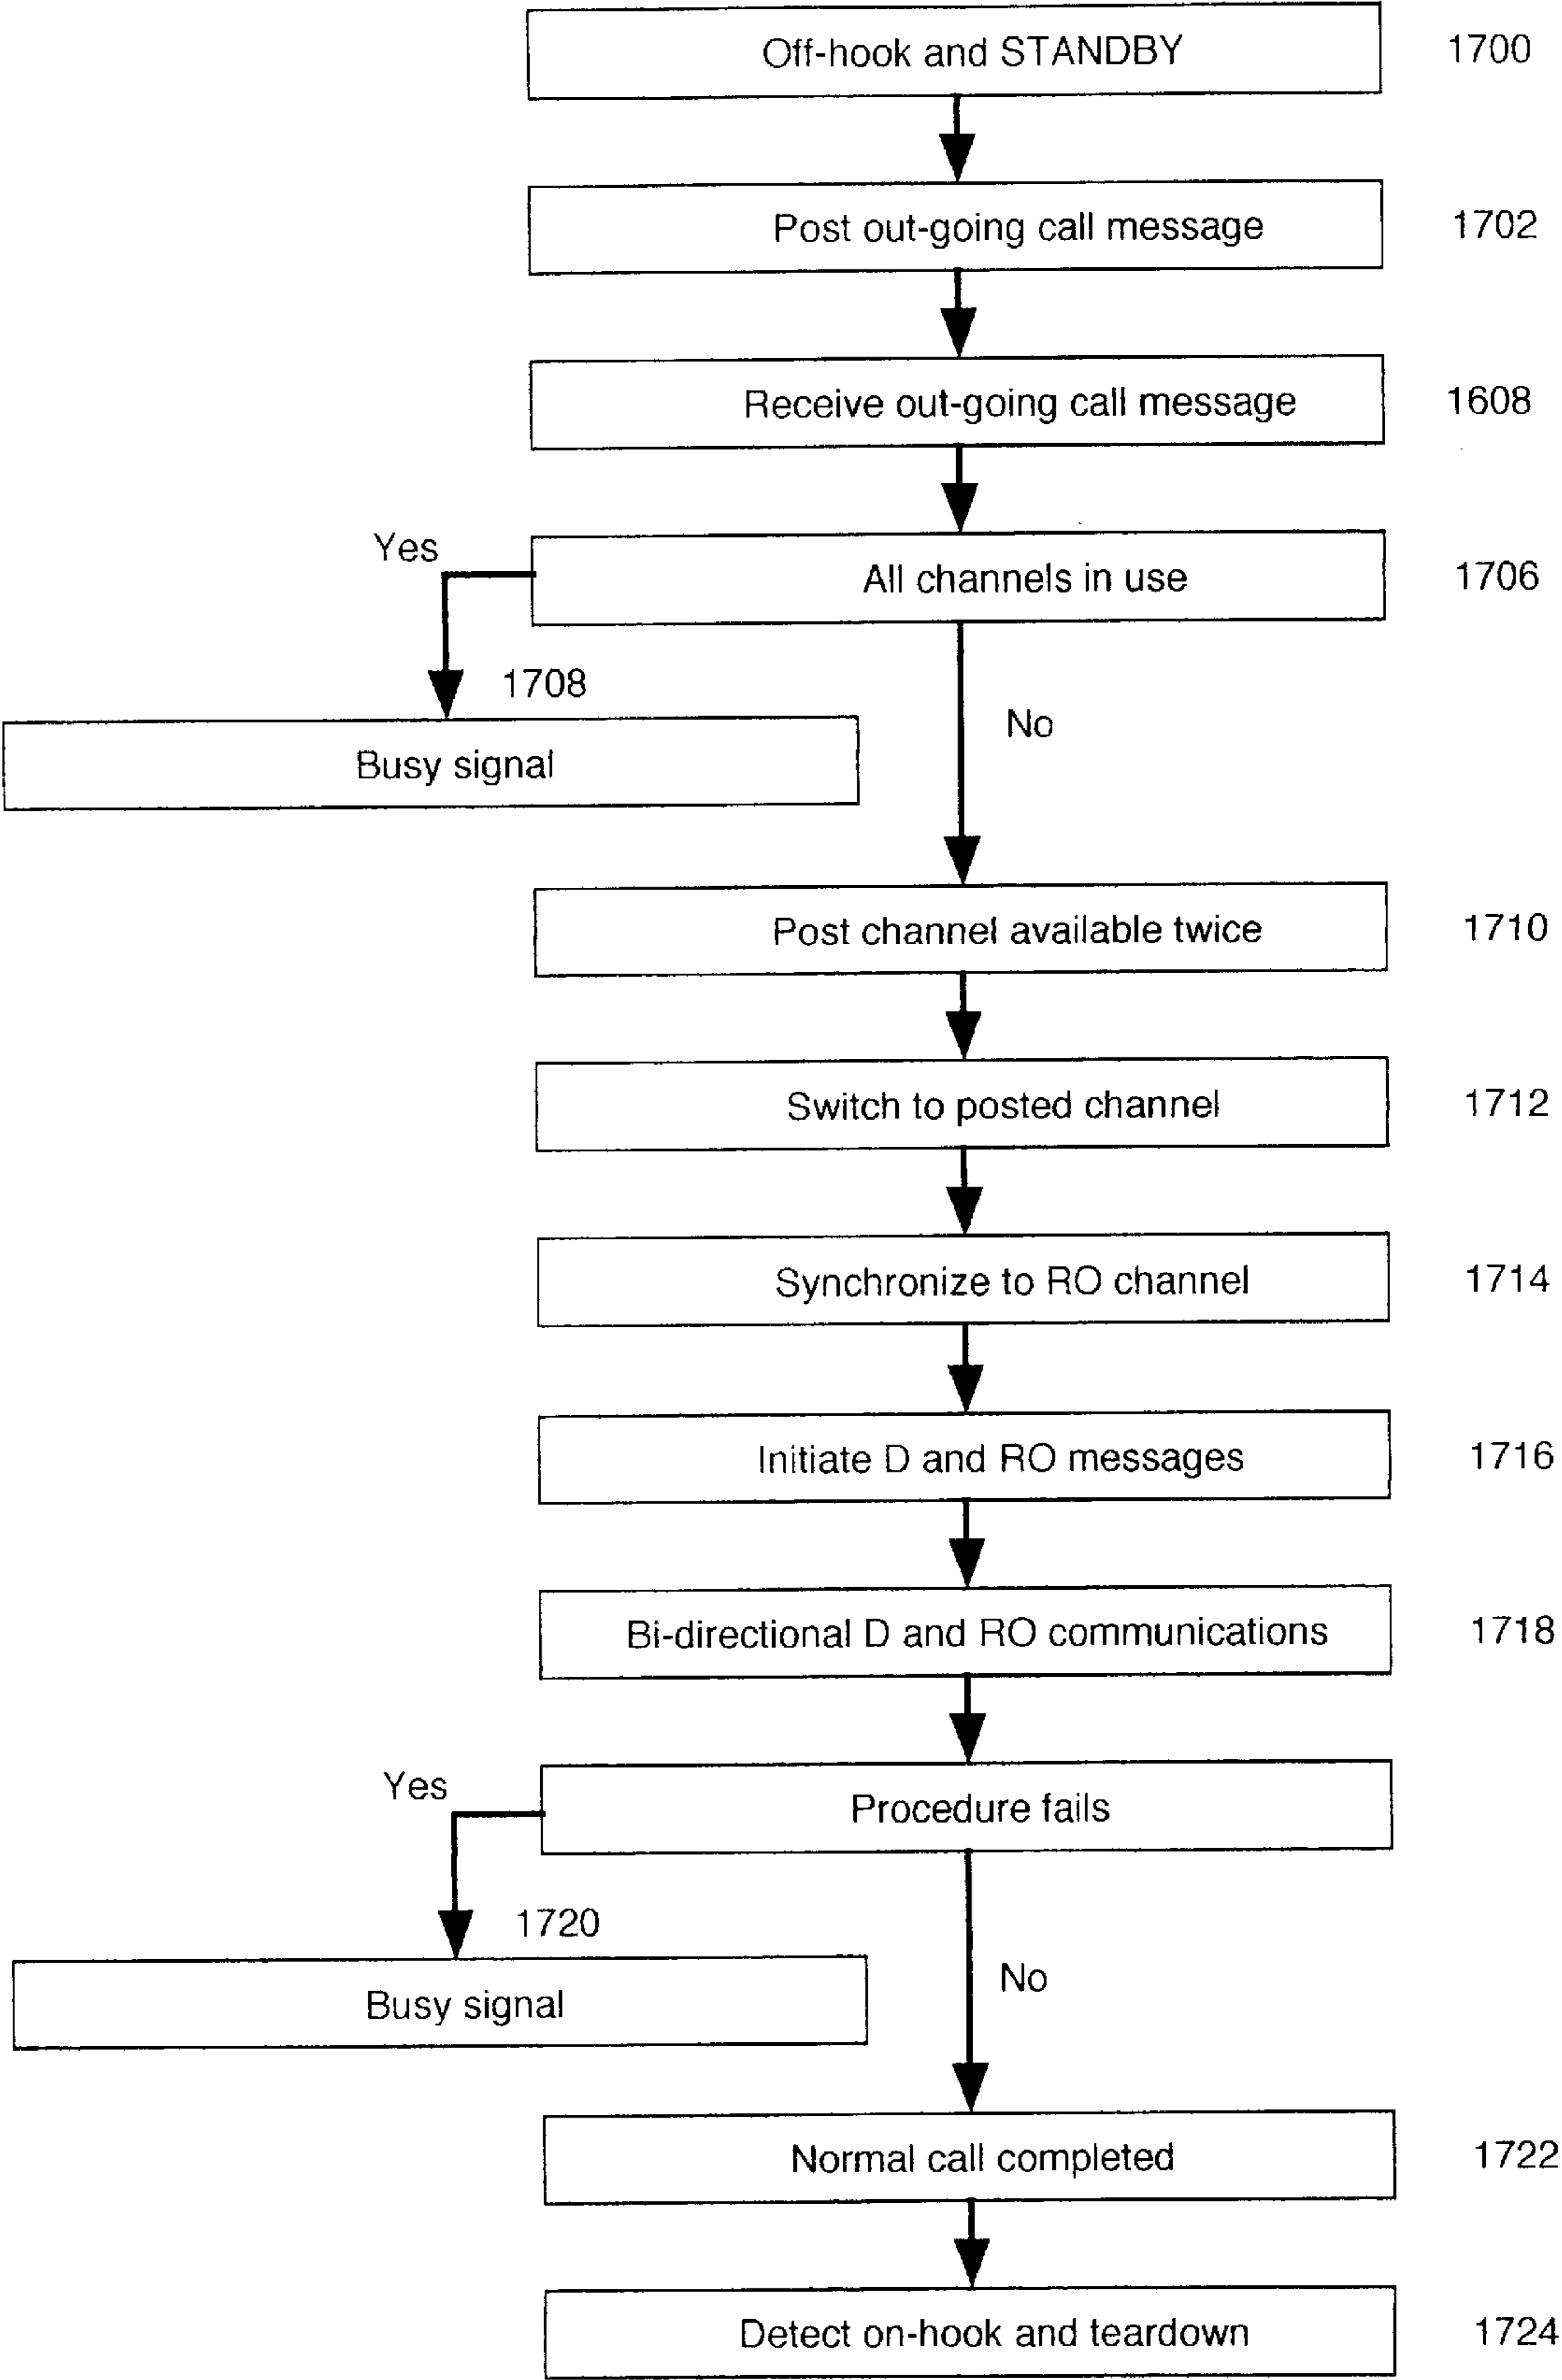 Off-hook and STANDBY 1700
Post out-going call message 1702
Receive out-going call message 1608
Yes
All channels in use 1706
1708
No
Busy signal
Post channel available twice 1710
Switch to posted channel 1712
Synchronize to RO channel 1714
Initiate D and RO messages 1716
Bi-directional D and RO communications 1718
Yes
Procedure fails
1720
No
Busy signal
Normal call completed 1722
Detect on-hook and teardown 1724